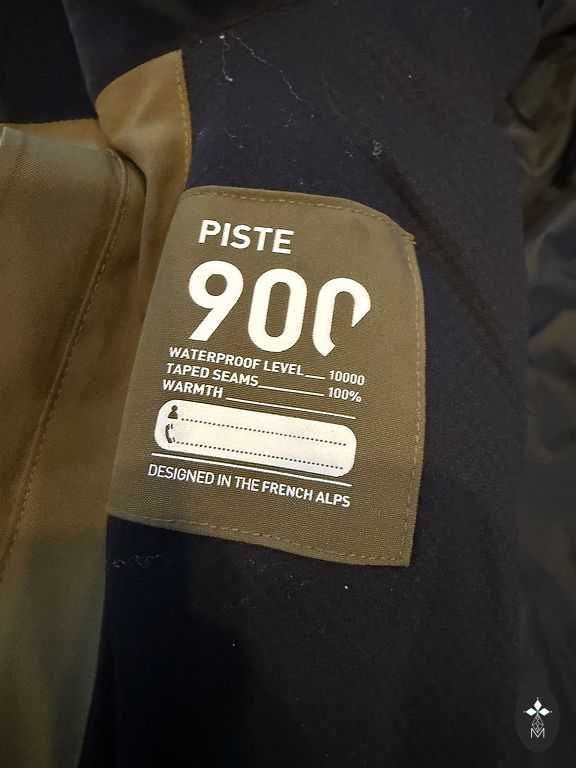 PISTE
900
WATERPROOF LEVEL 10000
TAPED SEAMS 100%
WARMTH
DESIGNED IN THE FRENCH ALPS
M